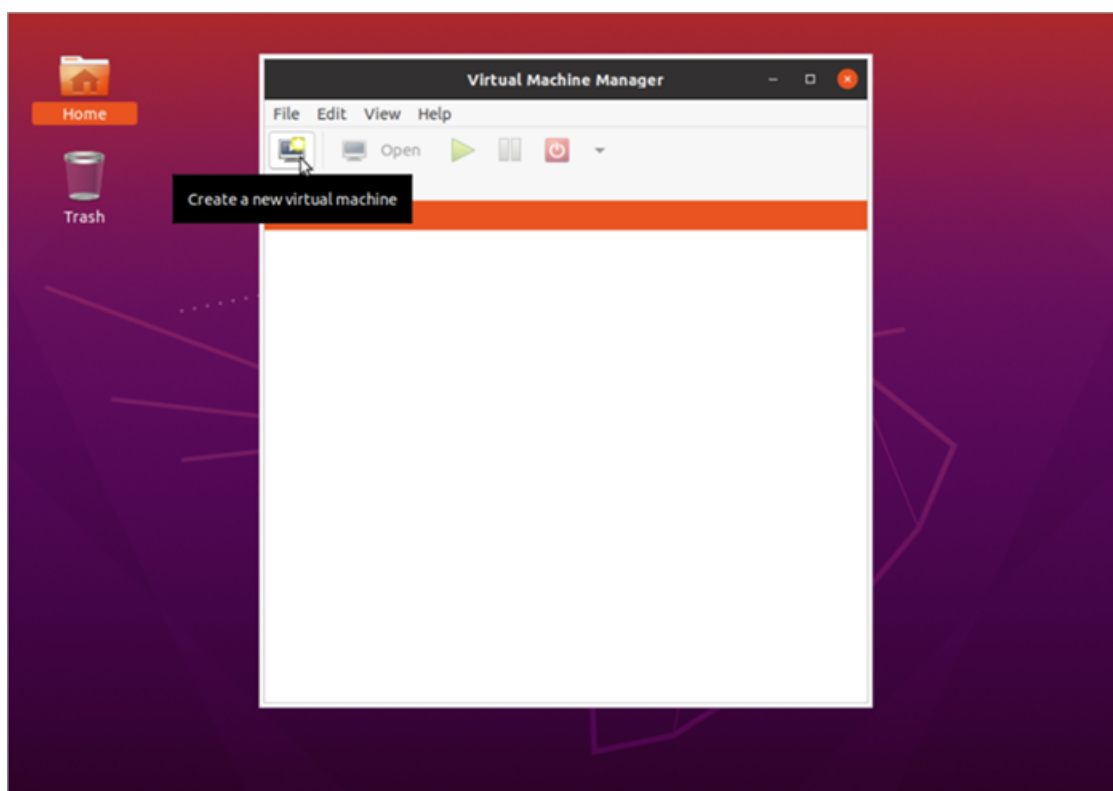 Home
Trash
Virtual Machine Manager
File Edit View Help
Open
Create a new virtual machine